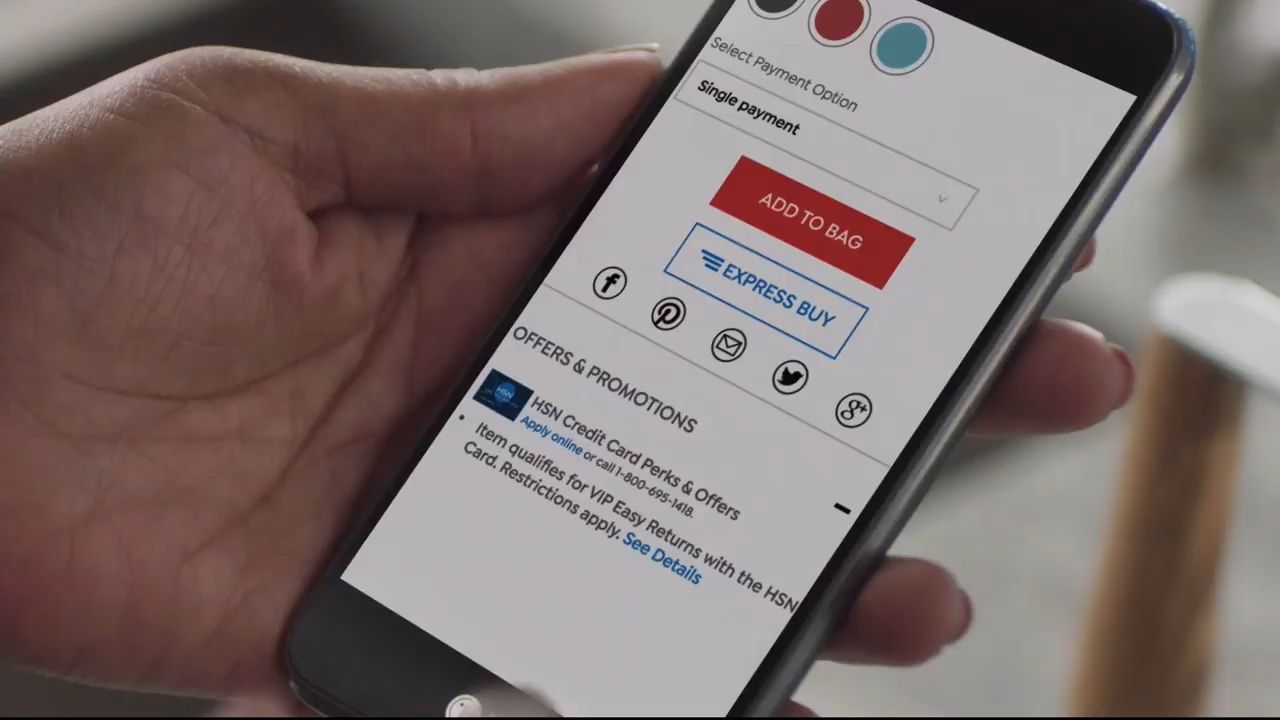 Select Payment Option
Single payment
ADD TO BAG
EXPRESS BUY
f
g+
OFFERS & PROMOTIONS
HSN
HSN Credit Card Perks & Offers
Apply online or call 1-800-695-1418.
Item qualifies for VIP Easy Returns with the HSN
Card. Restrictions apply. See Details